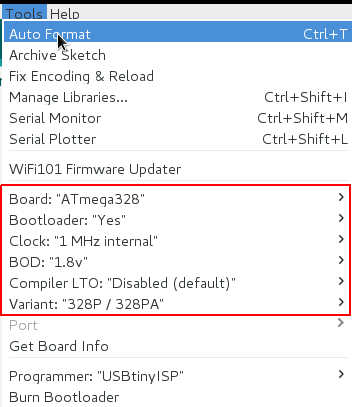 Tools Help
Auto Format Ctrl+T
Archive Sketch
Fix Encoding & Reload
Manage Libraries... Ctrl+Shift+I
Serial Monitor Ctrl+Shift+M
Serial Plotter Ctrl+Shift+L
WiFi101 Firmware Updater
Board: "ATmega328"
Bootloader: "Yes"
Clock: "1 MHz internal"
BOD: "1.8v"
Compiler LTO: "Disabled (default)"
Variant: "328P / 328PA"
Port
Get Board Info
Programmer: "USBtinyISP"
Burn Bootloader